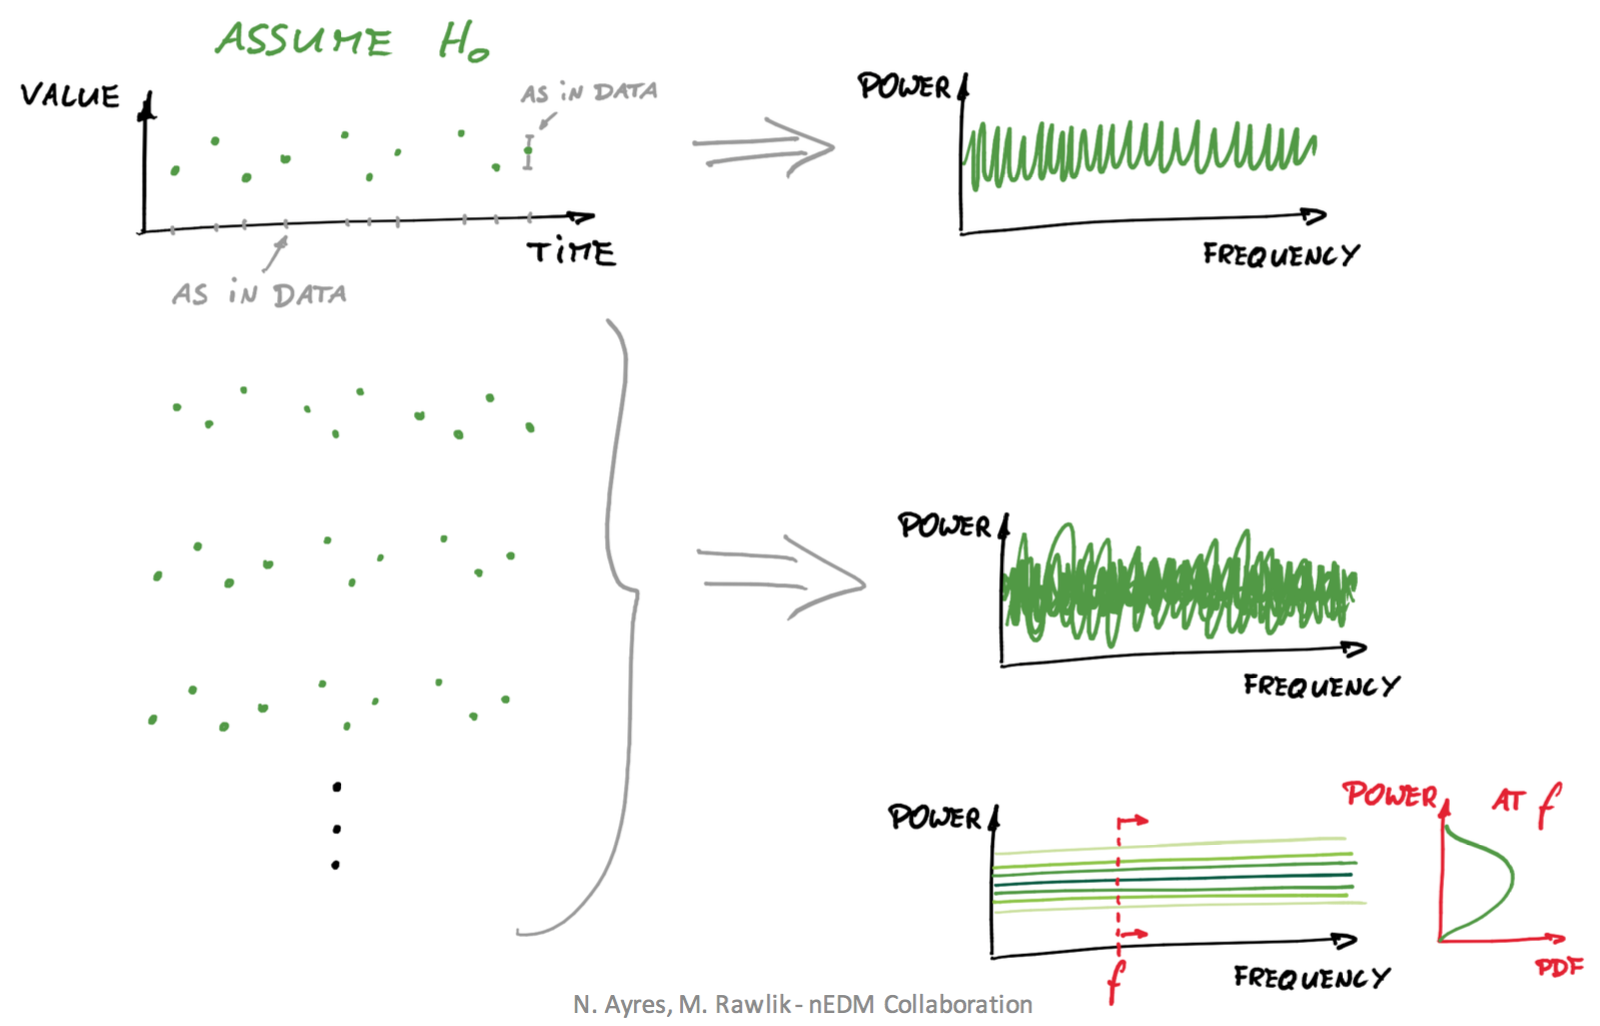 ASSUME H₀
VALUE
AS iN DATA
TiME
AS iN DATA
POWER
FREQUENCY
POWER
FREQUENCY
POWER
FREQUENCY
f
POWER AT f
PDF
N. Ayres, M. Rawlik - nEDM Collaboration